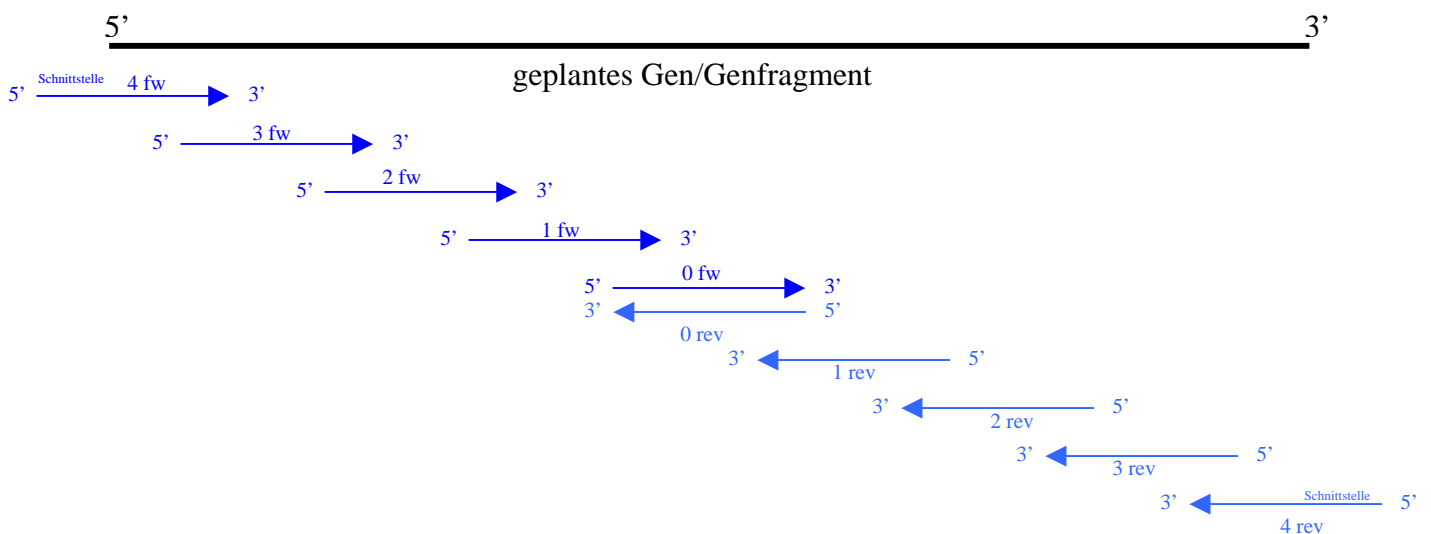 5’ 3’
geplantes Gen/Genfragment
Schnittstelle
5’ 4 fw 3’
5’ 3 fw 3’
5’ 2 fw 3’
5’ 1 fw 3’
5’ 0 fw 3’
3’ 5’
0 rev
3’ 5’
1 rev
3’ 5’
2 rev
3’ 5’
3 rev
3’ Schnittstelle 5’
4 rev